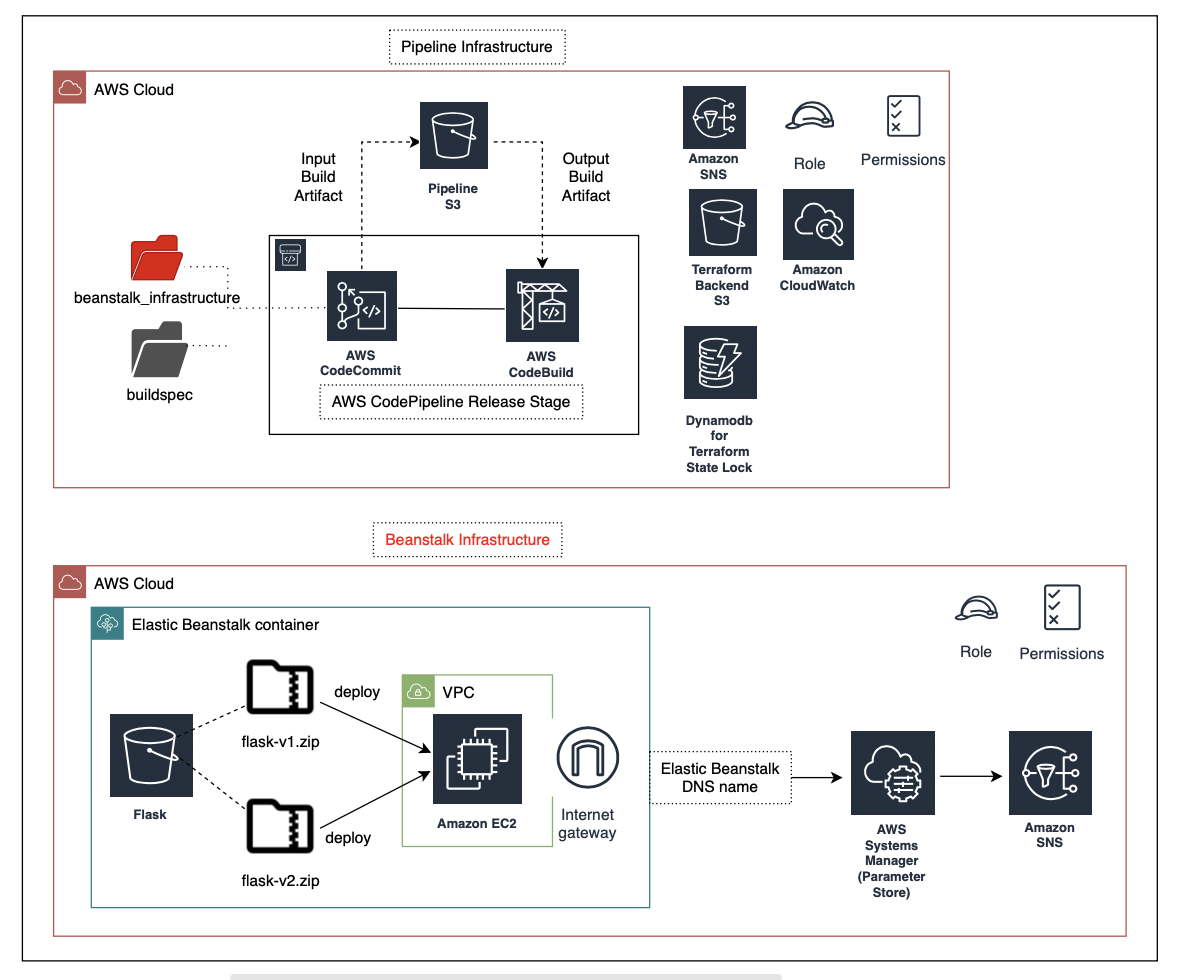 Pipeline Infrastructure
AWS Cloud
Input
Build
Artifact
Pipeline
S3
Output
Build
Artifact
Amazon
SNS
Role
Permissions
Terraform
Backend
S3
Amazon
CloudWatch
beanstalk_infrastructure
buildspec
AWS
CodeCommit
AWS
CodeBuild
AWS CodePipeline Release Stage
Dynamodb
for
Terraform
State Lock
Beanstalk Infrastructure
AWS Cloud
Elastic Beanstalk container
Role
Permissions
Flask
flask-v1.zip
deploy
flask-v2.zip
deploy
VPC
Amazon EC2
Internet
gateway
Elastic Beanstalk
DNS name
AWS
Systems
Manager
(Parameter
Store)
Amazon
SNS